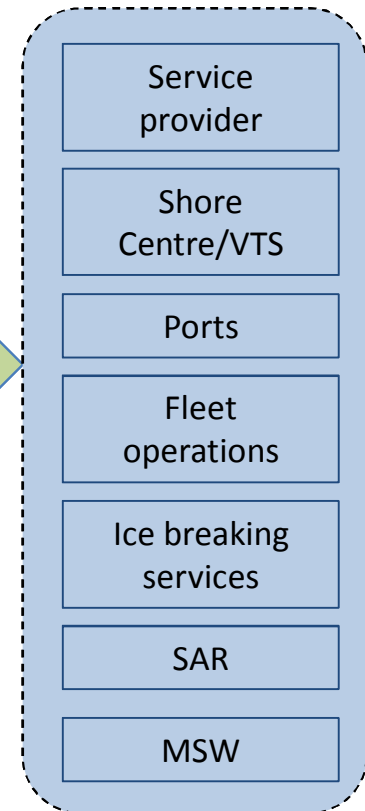 Service
provider
Shore
Centre/VTS
Ports
Fleet
operations
Ice breaking
services
SAR
MSW